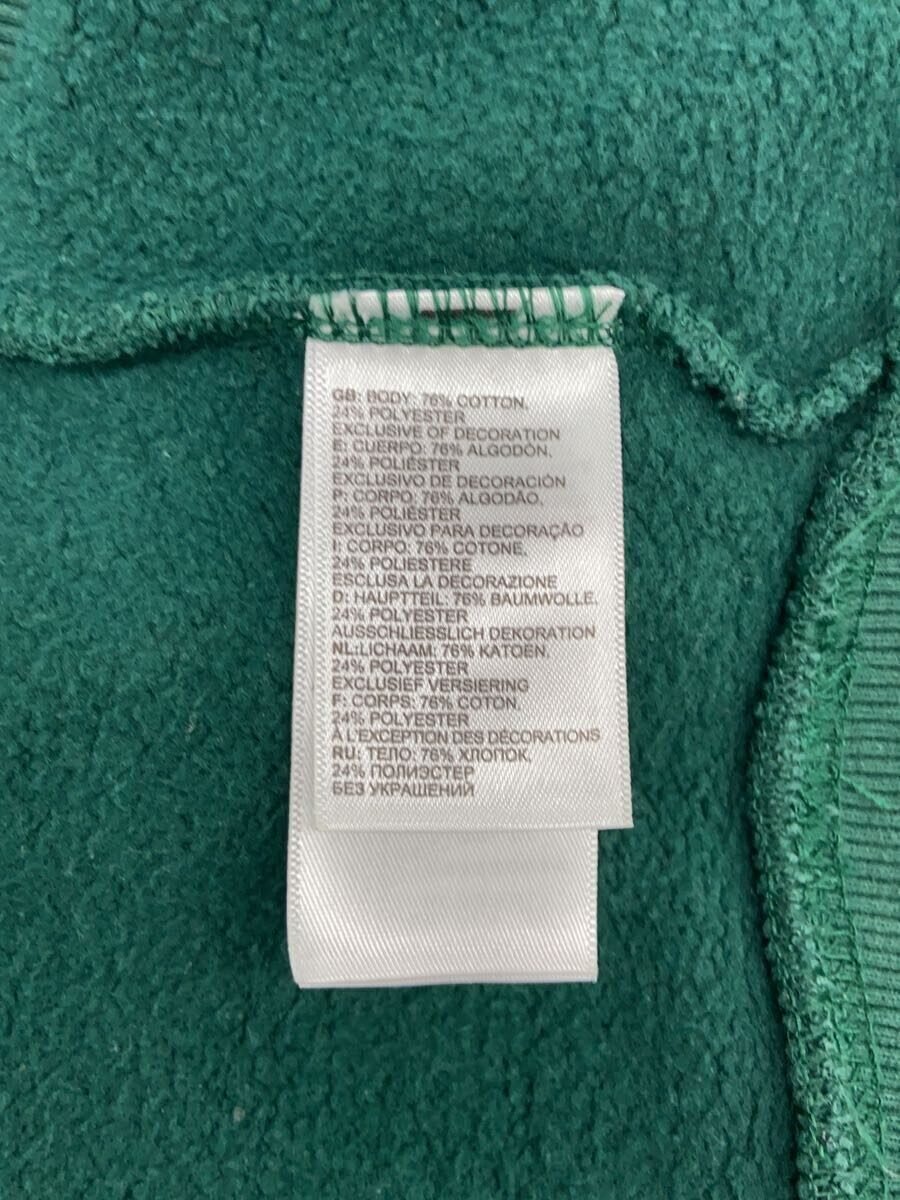 GB: BODY: 76% COTTON.
24% POLYESTER
EXCLUSIVE OF DECORATION
E: CUERPO: 76% ALGODÓN.
24% POLIÉSTER
EXCLUSIVO DE DECORACIÓN
P: CORPO: 76% ALGODÃO.
24% POLIÉSTER
EXCLUSIVO PARA DECORAÇÃO
I: CORPO: 76% COTONE.
24% POLIESTERE
ESCLUSA LA DECORAZIONE
D: HAUPTTEIL: 76% BAUMWOLLE.
24% POLYESTER
AUSSCHLIESSLICH DEKORATION
NL:LICHAAM: 76% KATOEN.
24% POLYESTER
EXCLUSIEF VERSIERING
F: CORPS: 76% COTON.
24% POLYESTER
À L'EXCEPTION DES DÉCORATIONS
RU: ТЕЛО: 76% ХЛОПОК.
24% ПОЛИЭСТЕР
БЕЗ УКРАШЕНИЙ